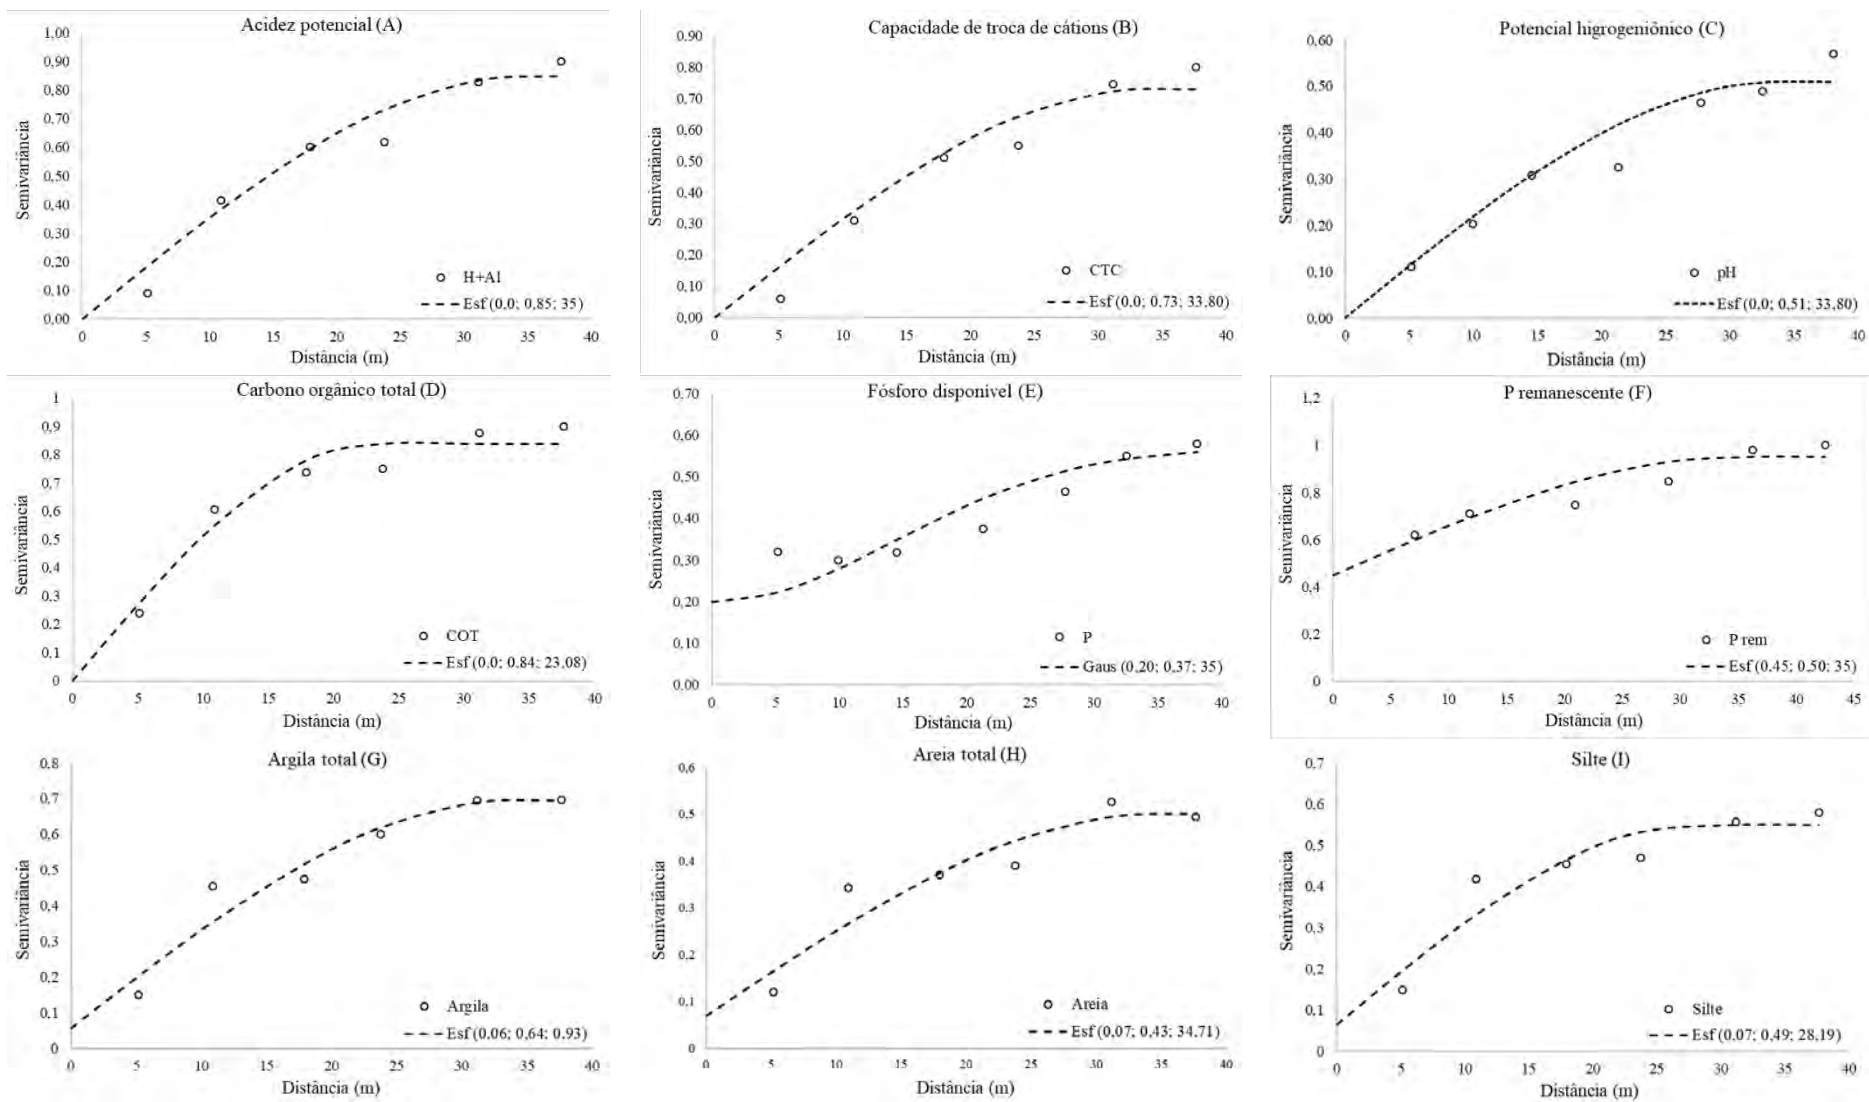 Acidez potencial (A)
1,00
0,90
0,80
0,70
0,60
0,50
0,40
0,30
0,20
0,10
0,00
Semivariância
H+Al
Esf (0.0; 0,85; 35)
0 5 10 15 20 25 30 35 40
Distância (m)
Capacidade de troca de cátions (B)
0,90
0,80
0,70
0,60
0,50
0,40
0,30
0,20
0,10
0,00
Semivariância
CTC
Esf (0.0; 0.73; 33,80)
0 5 10 15 20 25 30 35 40
Distância (m)
Potencial higrogeniônico (C)
0,60
0,50
0,40
0,30
0,20
0,10
0,00
Semivariância
pH
Esf (0.0; 0,51; 33,80)
0 5 10 15 20 25 30 35 40
Distância (m)
Carbono orgânico total (D)
1
0,9
0,8
0,7
0,6
0,5
0,4
0,3
0,2
0,1
0
Semivariância
COT
Esf (0.0; 0.84; 23,08)
0 5 10 15 20 25 30 35 40
Distância (m)
Fósforo disponivel (E)
0,70
0,60
0,50
0,40
0,30
0,20
0,10
0,00
Semivariância
P
Gaus (0,20; 0,37; 35)
0 5 10 15 20 25 30 35 40
Distância (m)
P remanescente (F)
1,2
1
0,8
0,6
0,4
0,2
0
Semivariância
P rem
Esf (0.45; 0.50; 35)
0 5 10 15 20 25 30 35 40 45
Distância (m)
Argila total (G)
0,8
0,7
0,6
0,5
0,4
0,3
0,2
0,1
0
Semivariância
Argila
Esf (0.06; 0,64; 0.93)
0 5 10 15 20 25 30 35 40
Distância (m)
Areia total (H)
0,6
0,5
0,4
0,3
0,2
0,1
0
Semivariância
Areia
Esf (0,07; 0,43; 34,71)
0 5 10 15 20 25 30 35 40
Distância (m)
Silte (I)
0,7
0,6
0,5
0,4
0,3
0,2
0,1
0
Semivariância
Silte
Esf (0.07; 0,49; 28,19)
0 5 10 15 20 25 30 35 40
Distância (m)